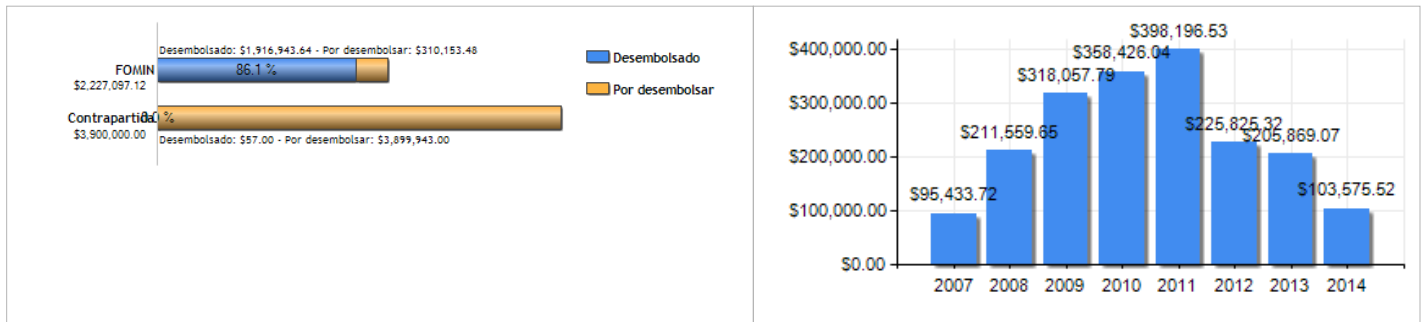 Desembolsado: $1,916,943.64 - Por desembolsar: $310,153.48
FOMIN
86.1 %
$2,227,097.12
Contrapartida
0.0 %
$3,900,000.00
Desembolsado: $57.00 - Por desembolsar: $3,899,943.00
Desembolsado
Por desembolsar
$400,000.00
$300,000.00
$200,000.00
$100,000.00
$0.00
$95,433.72
$211,559.65
$318,057.79
$358,426.04
$398,196.53
$225,825.32
$205,869.07
$103,575.52
2007 2008 2009 2010 2011 2012 2013 2014